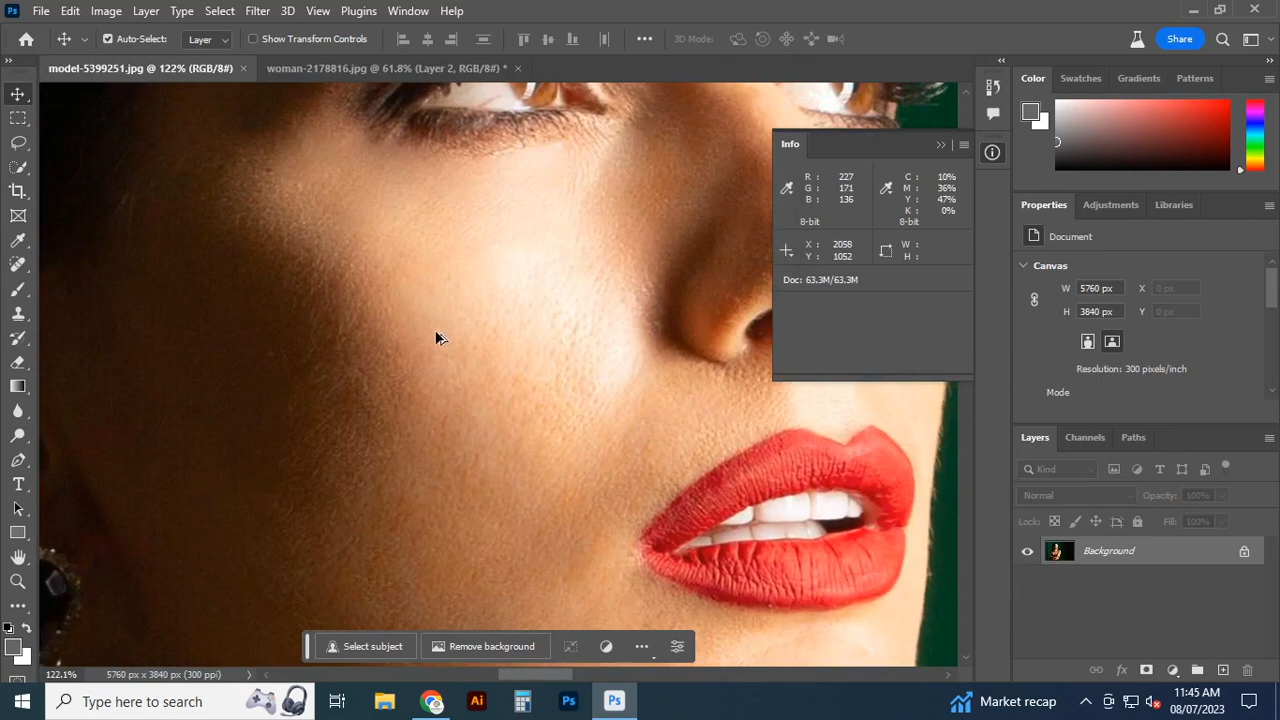 Ps File Edit Image Layer Type Select Filter 3D View Plugins Window Help
Auto-Select: Layer Show Transform Controls 3D Mode: Share
model-5399251.jpg @ 122% (RGB/8#) × woman-2178816.jpg @ 61.8% (Layer 2, RGB/8#) * ×
Color Swatches Gradients Patterns
Info
R : 227 C : 10%
G : 171 M : 36%
B : 136 Y : 47%
K : 0%
8-bit 8-bit
X : 2058 W :
Y : 1052 H :
Doc: 63.3M/63.3M
Properties Adjustments Libraries
Document
Canvas
W 5760 px X 0 px
H 3840 px Y 0 px
Resolution: 300 pixels/inch
Mode
Layers Channels Paths
Kind
Normal Opacity: 100%
Lock: Fill: 100%
Background
Select subject Remove background
122.1% 5760 px x 3840 px (300 ppi)
Type here to search Ai Ps Ps Market recap 11:45 AM
08/07/2023